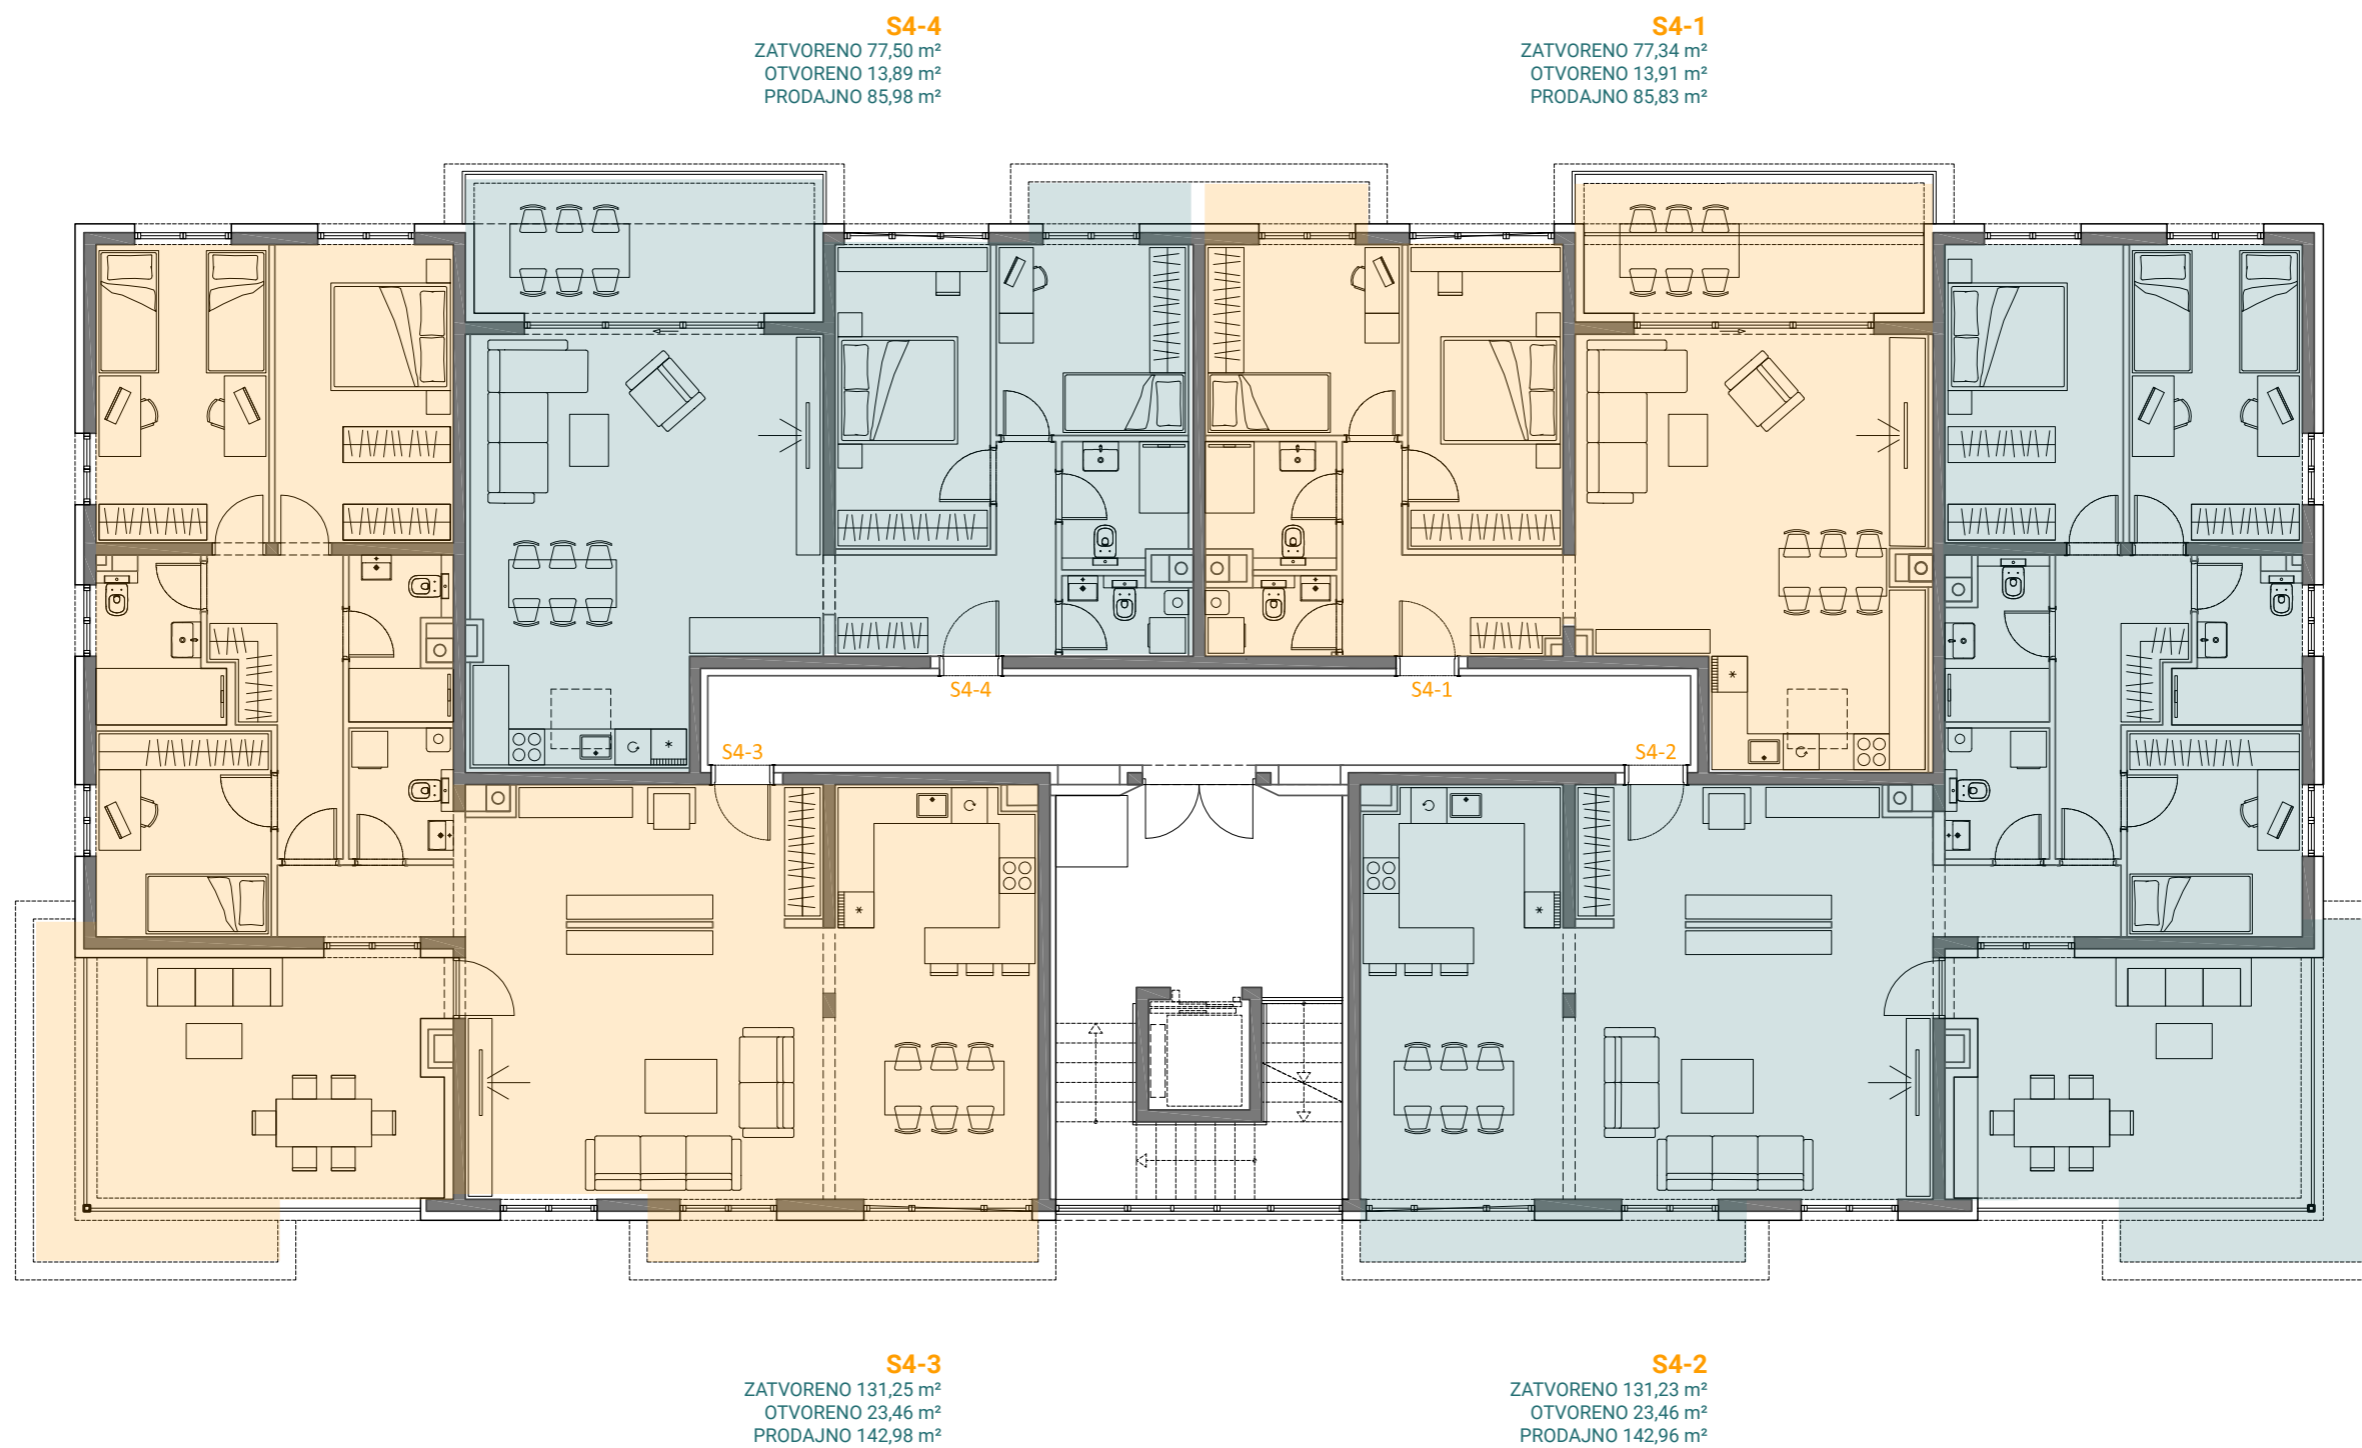 S4-4
ZATVORENO 77,50 m²
OTVORENO 13,89 m²
PRODAJNO 85,98 m²
S4-1
ZATVORENO 77,34 m²
OTVORENO 13,91 m²
PRODAJNO 85,83 m²
S4-4
S4-1
S4-3
S4-2
S4-3
ZATVORENO 131,25 m²
OTVORENO 23,46 m²
PRODAJNO 142,98 m²
S4-2
ZATVORENO 131,23 m²
OTVORENO 23,46 m²
PRODAJNO 142,96 m²